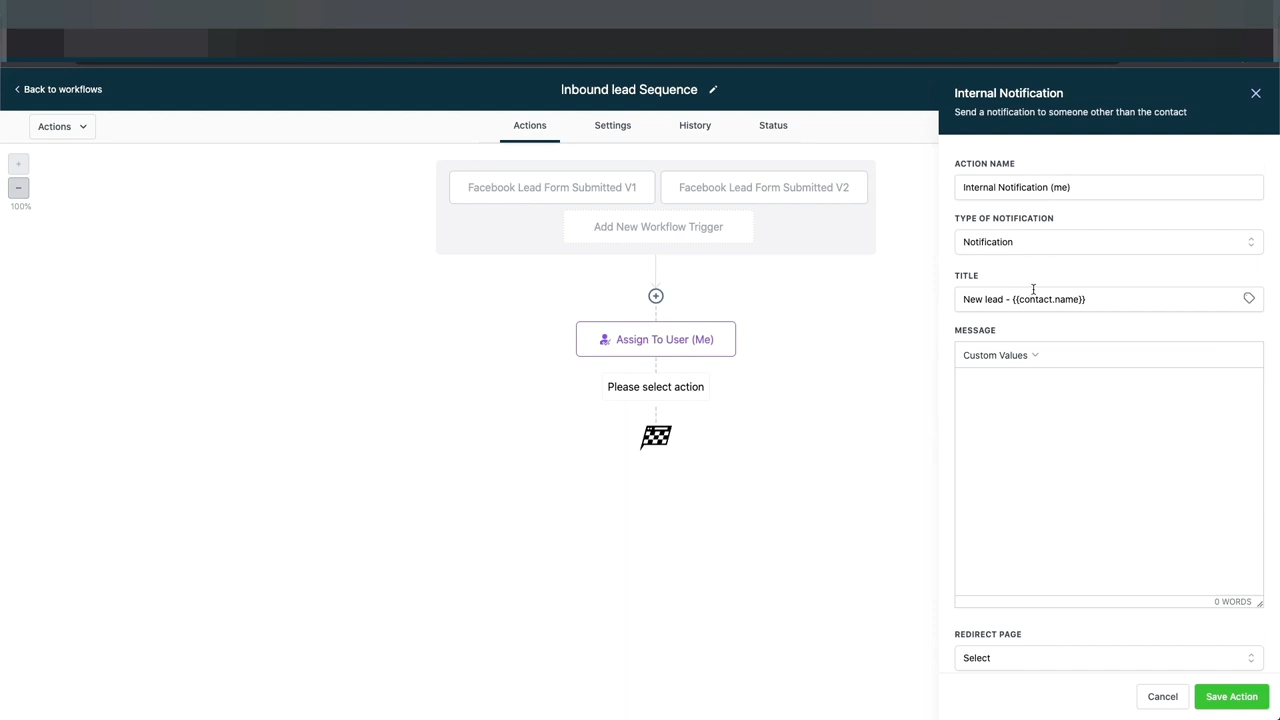 Back to workflows
Inbound lead Sequence
Internal Notification
Send a notification to someone other than the contact
Actions
Actions
Settings
History
Status
100%
Facebook Lead Form Submitted V1
Facebook Lead Form Submitted V2
Add New Workflow Trigger
Assign To User (Me)
Please select action
ACTION NAME
Internal Notification (me)
TYPE OF NOTIFICATION
Notification
TITLE
New lead - {{contact.name}}
MESSAGE
Custom Values
0 WORDS
REDIRECT PAGE
Select
Cancel
Save Action